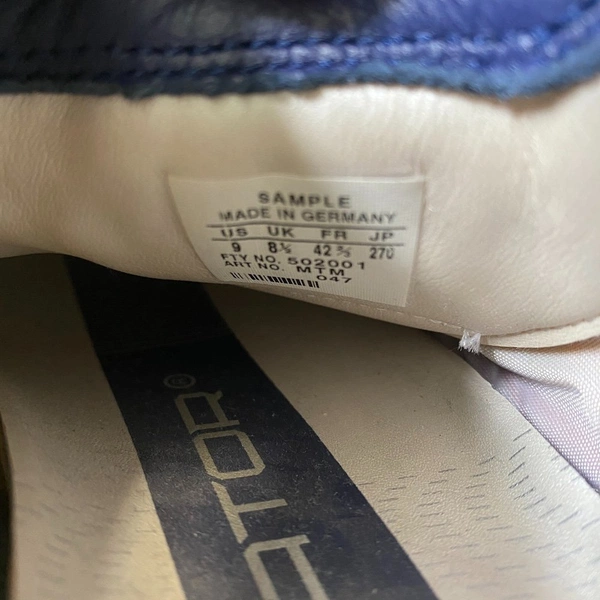 SAMPLE
MADE IN GERMANY
US UK FR JP
9 8½ 42⅔ 270
FTY NO. 502001
ART NO. MTM
047
ATOR®